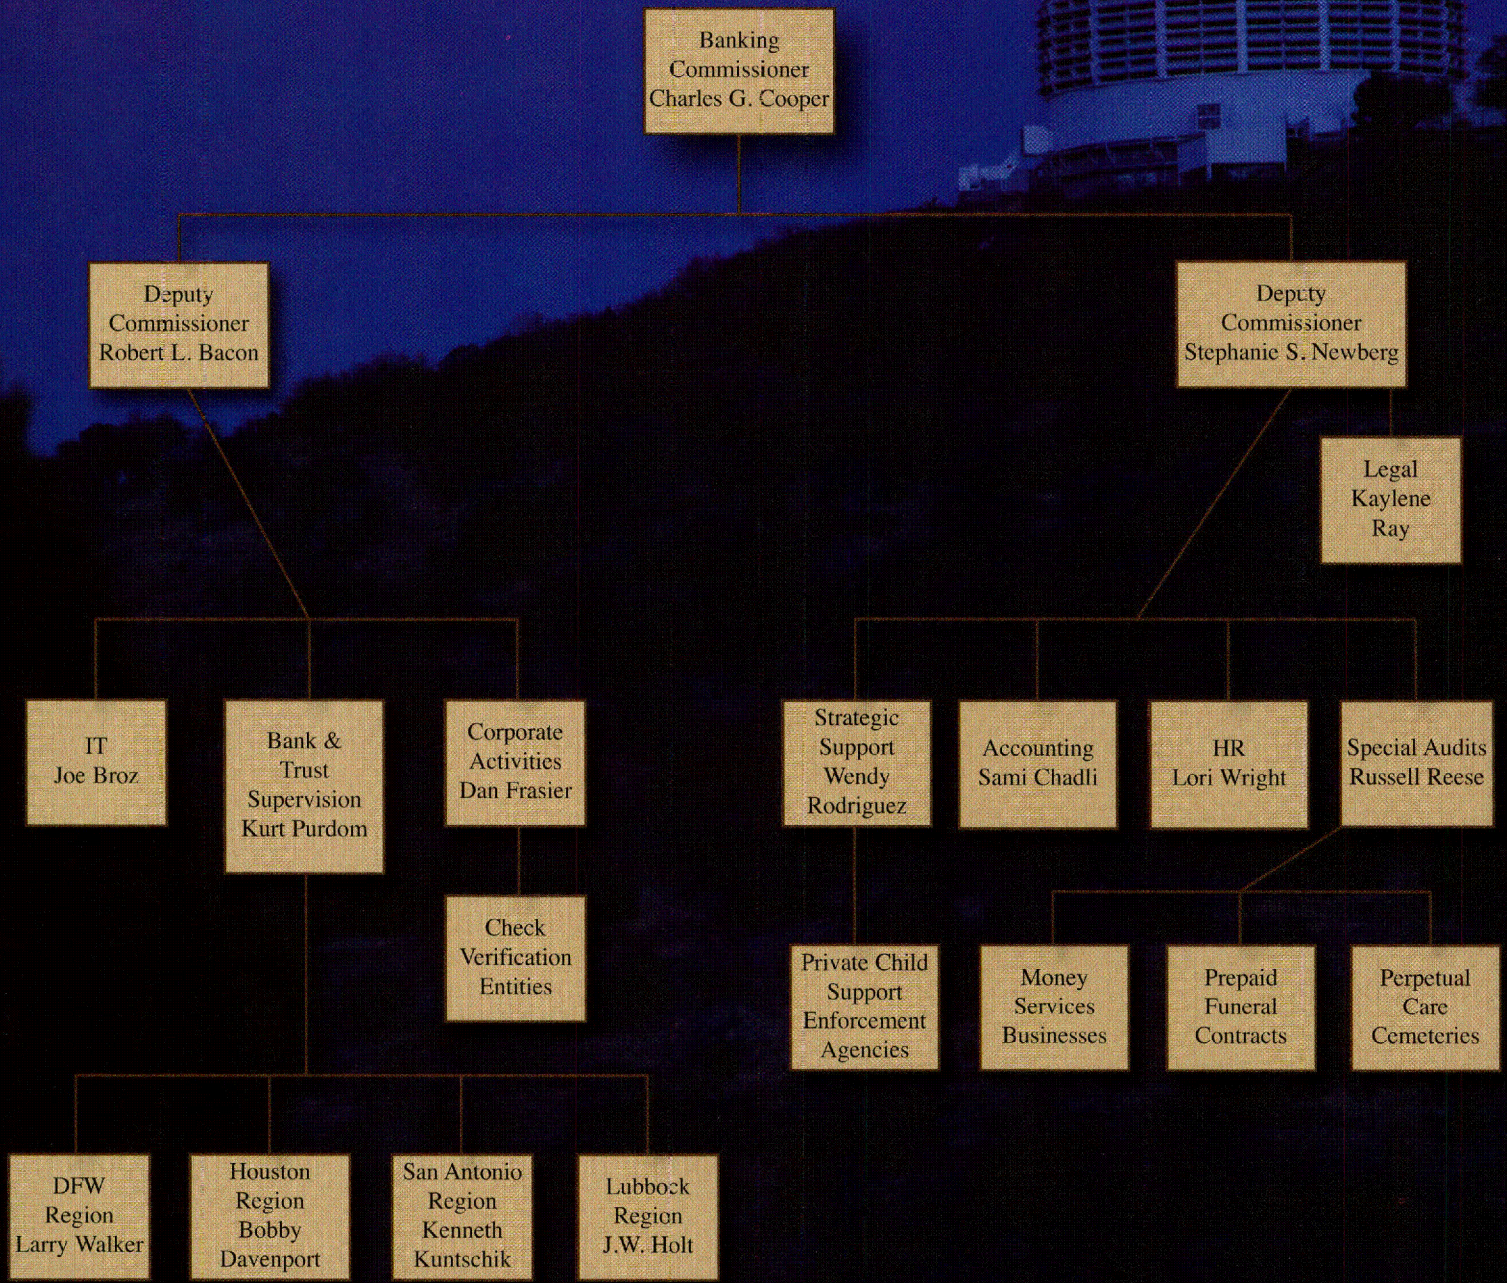 Banking
Commissioner
Charles G. Cooper
Deputy
Commissioner
Robert L. Bacon
Deputy
Commissioner
Stephanie S. Newberg
Legal
Kaylene
Ray
IT
Joe Broz
Bank &
Trust
Supervision
Kurt Purdom
Corporate
Activities
Dan Frasier
Strategic
Support
Wendy
Rodriguez
Accounting
Sami Chadli
HR
Lori Wright
Special Audits
Russell Reese
Check
Verification
Entities
Private Child
Support
Enforcement
Agencies
Money
Services
Businesses
Prepaid
Funeral
Contracts
Perpetual
Care
Cemeteries
DFW
Region
Larry Walker
Houston
Region
Bobby
Davenport
San Antonio
Region
Kenneth
Kuntschik
Lubbock
Region
J.W. Holt